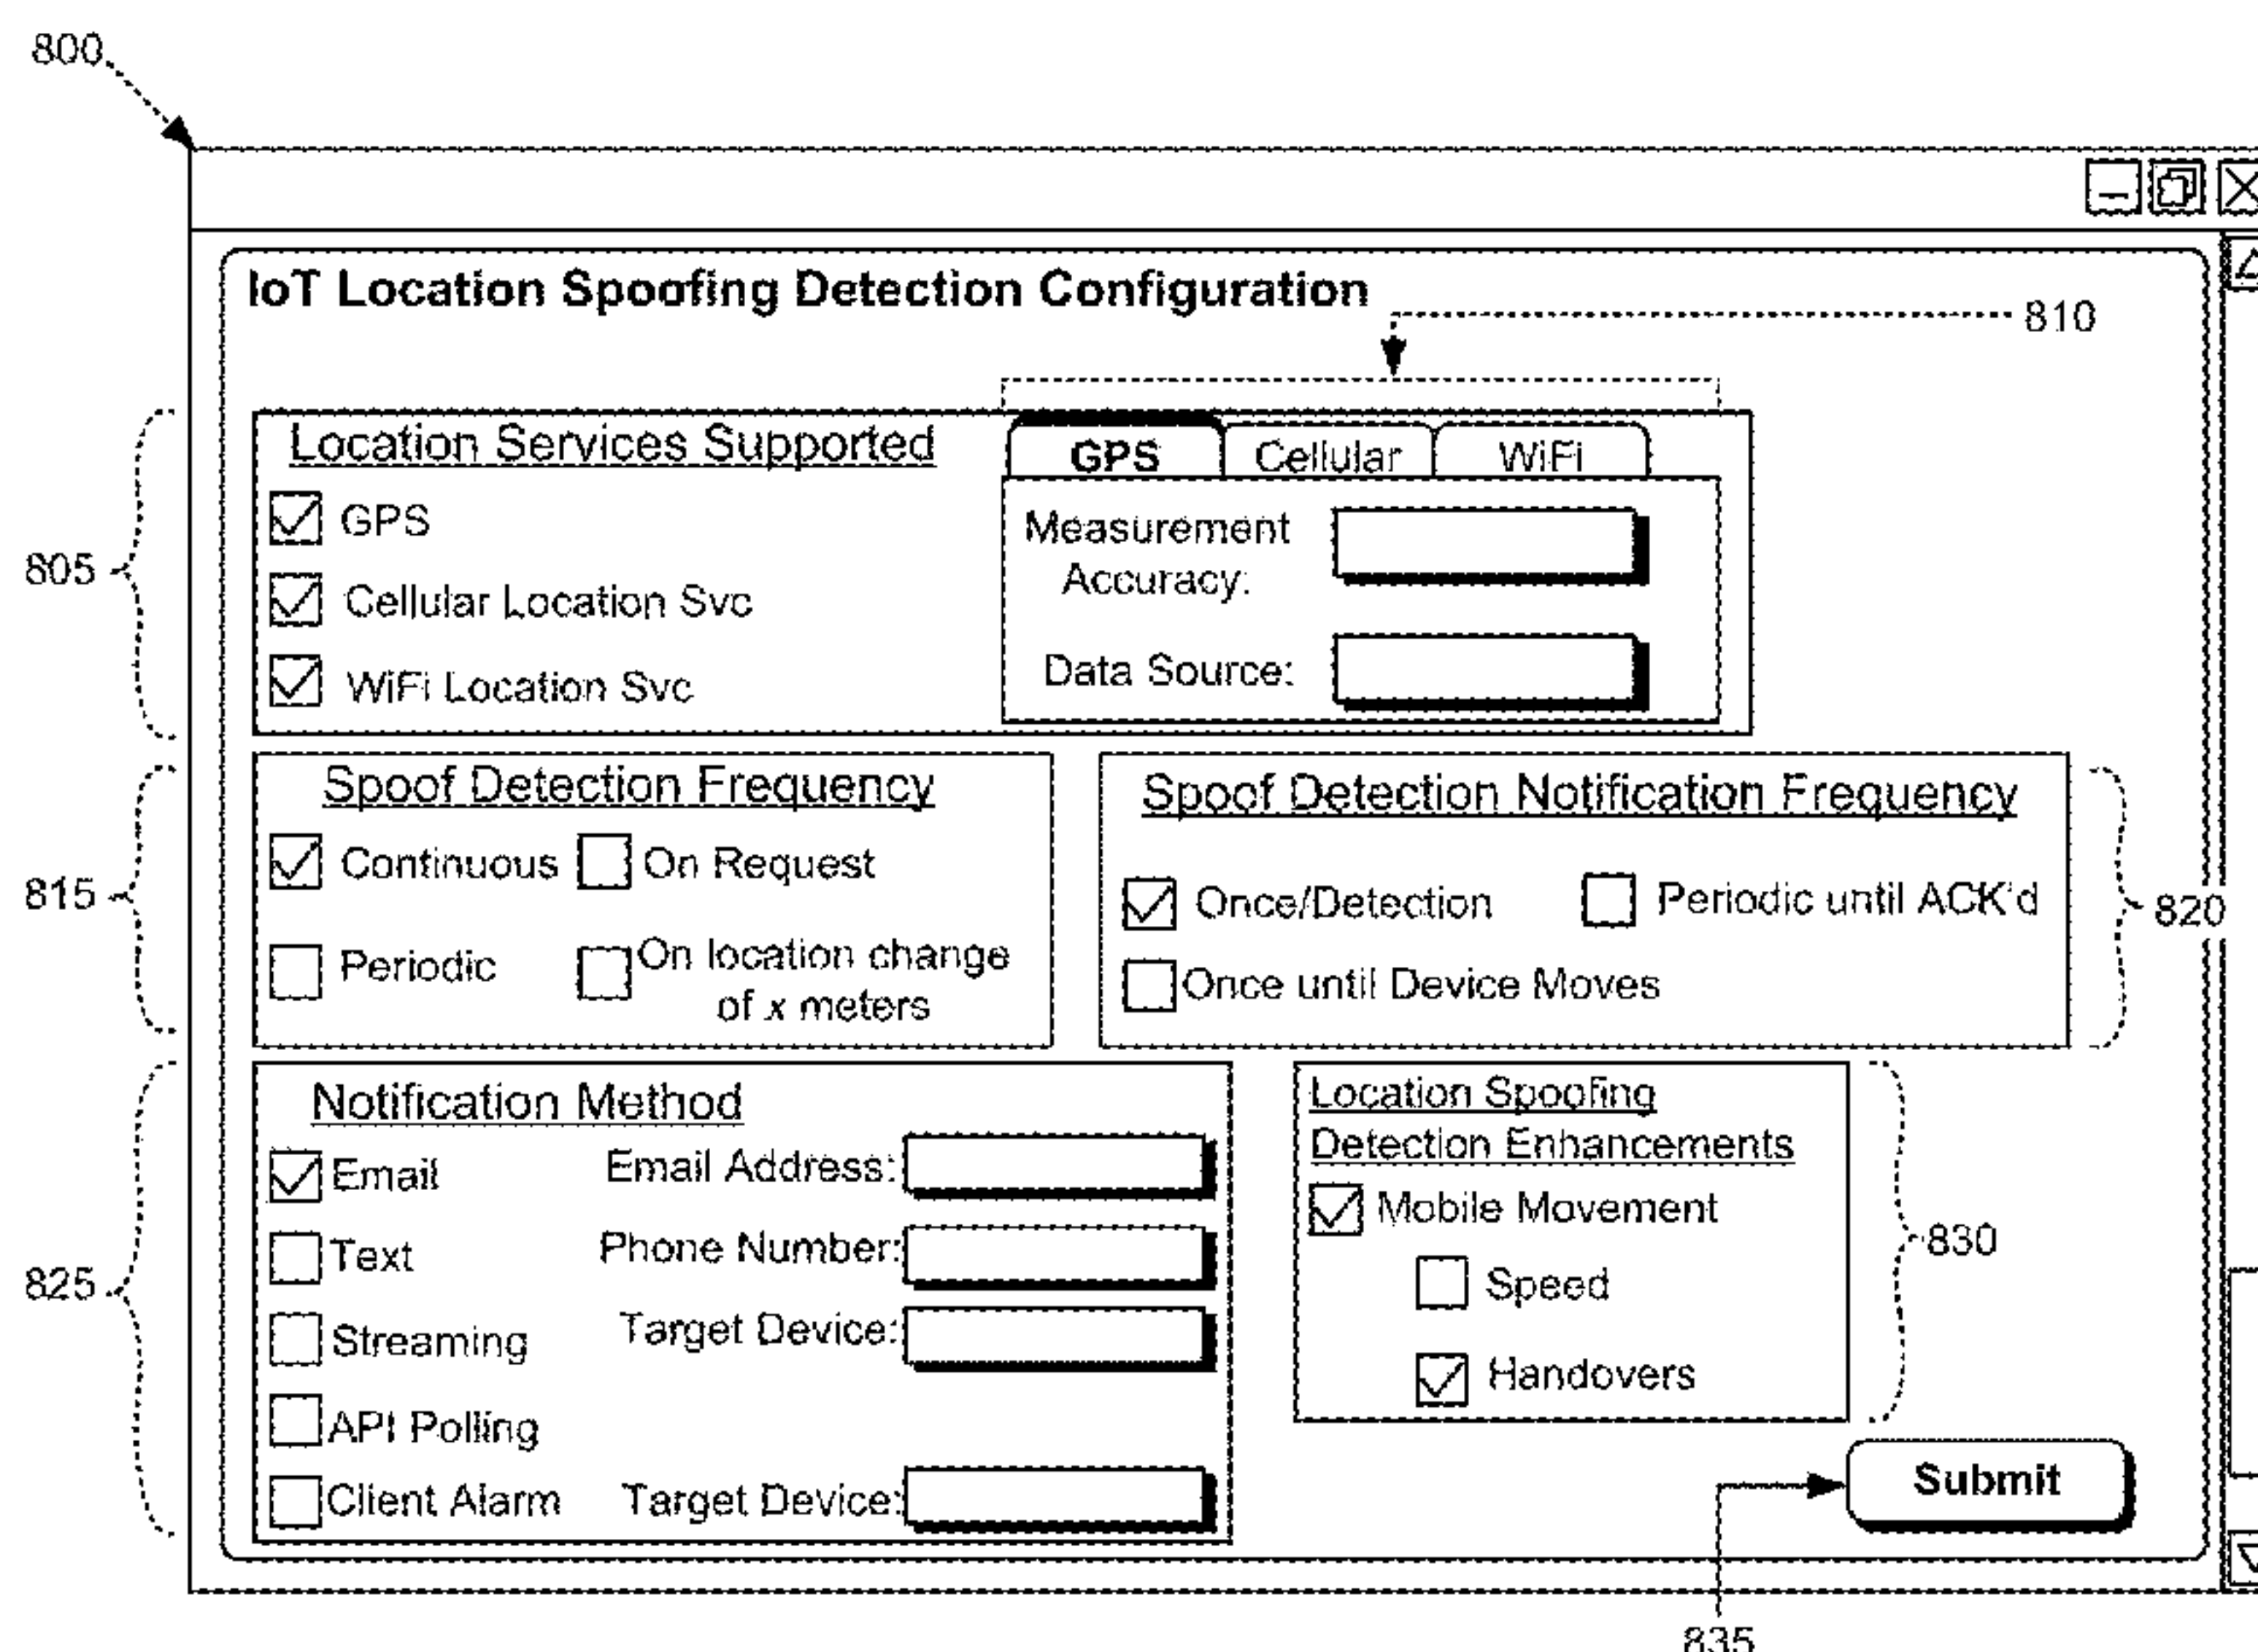 800
IoT Location Spoofing Detection Configuration
810
Location Services Supported
GPS Cellular WiFi
GPS
Measurement
Accuracy:
805
Cellular Location Svc
Data Source:
WiFi Location Svc
Spoof Detection Frequency
Spoof Detection Notification Frequency
Continuous On Request
815
Once/Detection Periodic until ACK'd
820
Periodic On location change
of x meters
Once until Device Moves
Notification Method
Location Spoofing
Detection Enhancements
Email Email Address:
Mobile Movement
Text Phone Number:
830
825
Speed
Streaming Target Device:
Handovers
API Polling
Client Alarm Target Device:
Submit
835